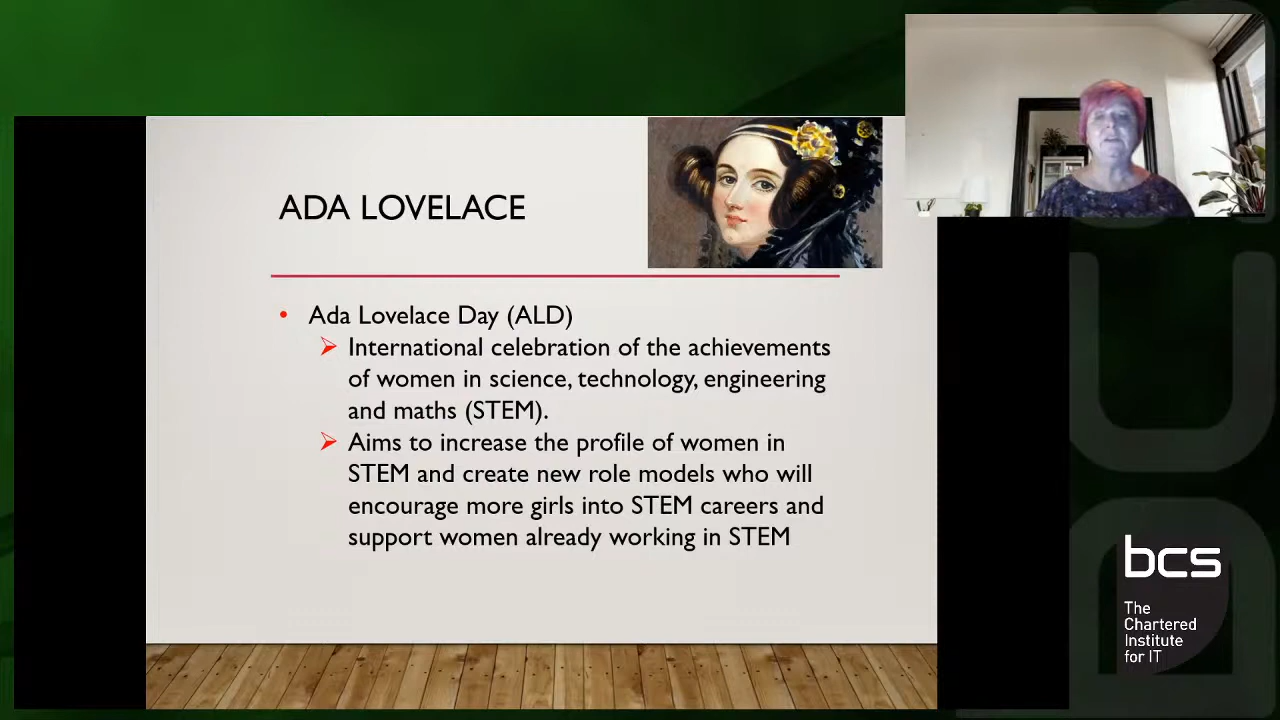 ADA LOVELACE
• Ada Lovelace Day (ALD)
➢ International celebration of the achievements
of women in science, technology, engineering
and maths (STEM).
➢ Aims to increase the profile of women in
STEM and create new role models who will
encourage more girls into STEM careers and
support women already working in STEM
bcs
The
Chartered
Institute
for IT